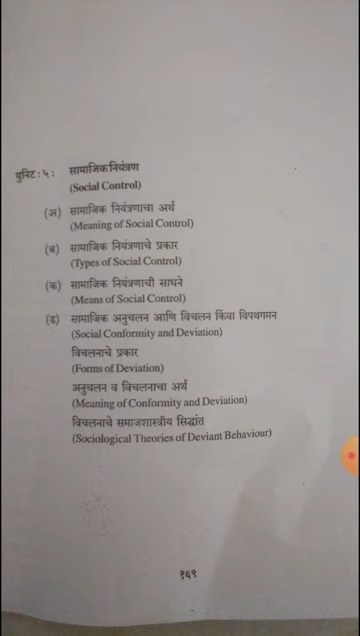 युनिट : ५ : सामाजिक नियंत्रण
(Social Control)
(अ) सामाजिक नियंत्रणाचा अर्थ
(Meaning of Social Control)
(ब) सामाजिक नियंत्रणाचे प्रकार
(Types of Social Control)
(क) सामाजिक नियंत्रणाची साधने
(Means of Social Control)
(ड) सामाजिक अनुचलन आणि विचलन किंवा विपथगमन
(Social Conformity and Deviation)
विचलनाचे प्रकार
(Forms of Deviation)
अनुचलन व विचलनाचा अर्थ
(Meaning of Conformity and Deviation)
विचलनाचे समाजशास्त्रीय सिद्धांत
(Sociological Theories of Deviant Behaviour)
१६१